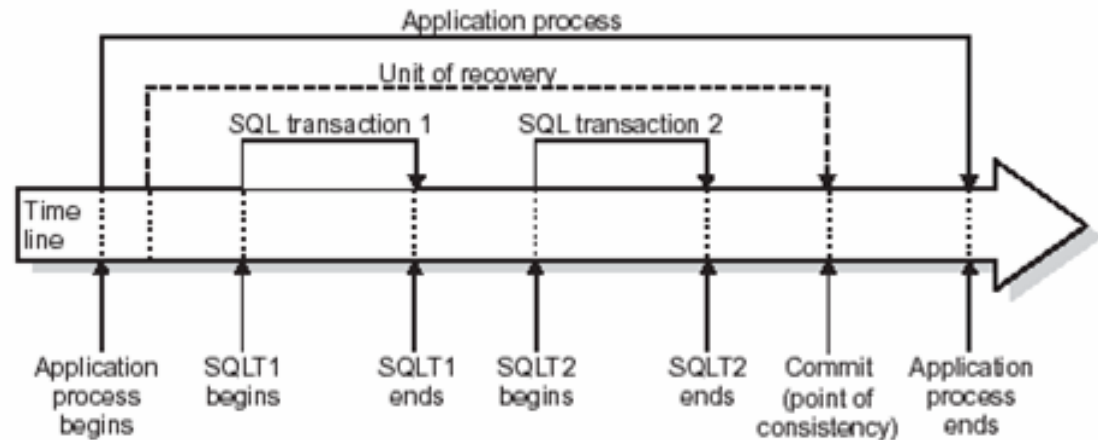 Application process
Unit of recovery
SQL transaction 1
SQL transaction 2
Time
line
Application
process
begins
SQLT1
begins
SQLT1
ends
SQLT2
begins
SQLT2
ends
Commit
(point of
consistency)
Application
process
ends